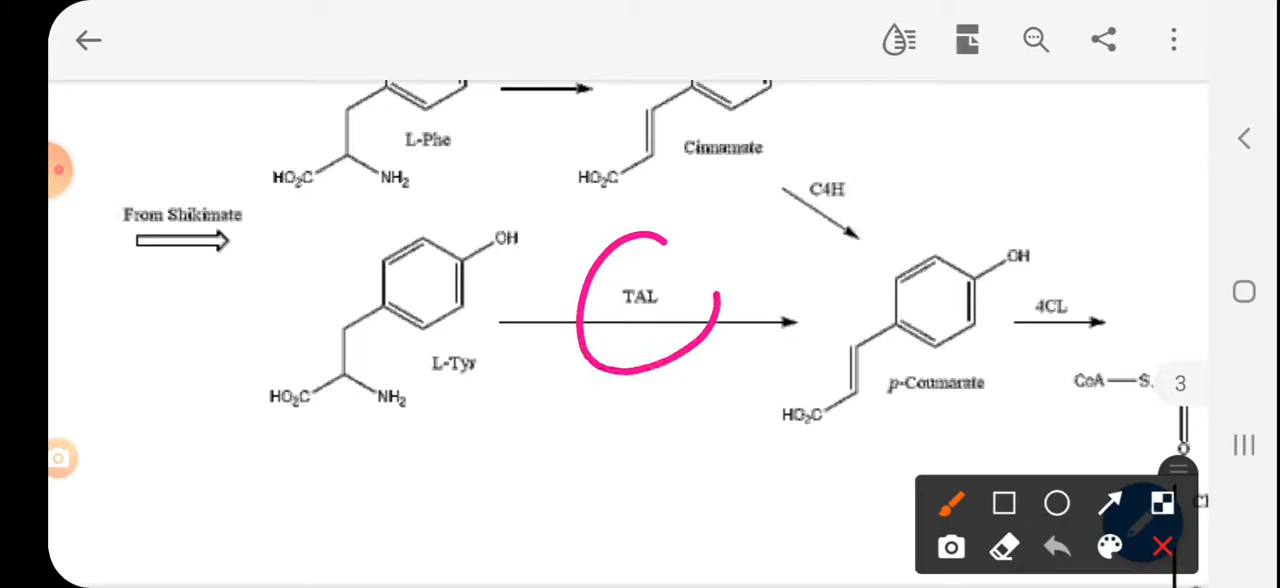 L-Phe
Cinnamate
HO₂C
NH₂
HO₂C
C4H
From Shikimate
OH
OH
TAL
4CL
L-Tyr
p-Coumarate
CoA—S
3
HO₂C
NH₂
HO₂C
O